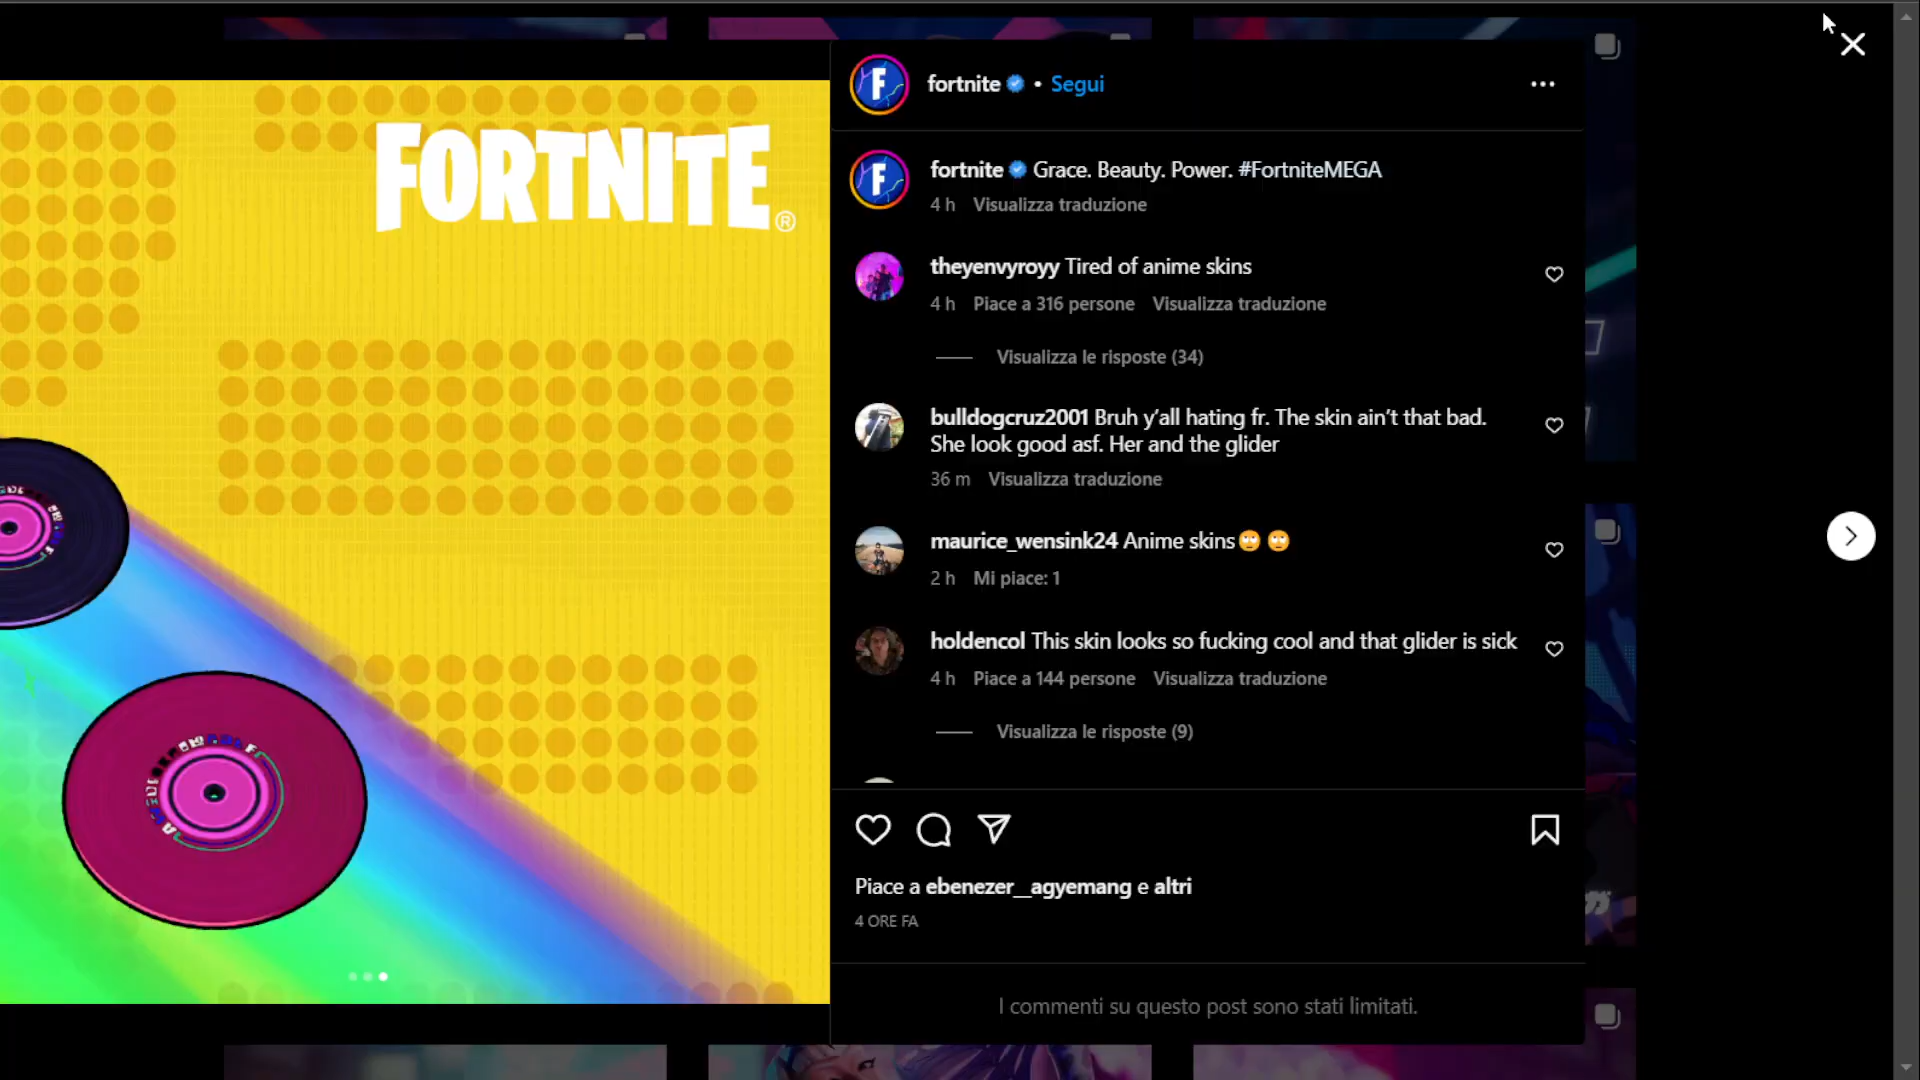 FORTNITE®
fortnite • Segui
fortnite Grace. Beauty. Power. #FortniteMEGA
4 h Visualizza traduzione
theyenvyroyy Tired of anime skins
4 h Piace a 316 persone Visualizza traduzione
Visualizza le risposte (34)
bulldogcruz2001 Bruh y’all hating fr. The skin ain’t that bad.
She look good asf. Her and the glider
36 m Visualizza traduzione
maurice_wensink24 Anime skins🙄 🙄
2 h Mi piace: 1
holdencol This skin looks so fucking cool and that glider is sick
4 h Piace a 144 persone Visualizza traduzione
Visualizza le risposte (9)
Piace a ebenezer__agyemang e altri
4 ORE FA
I commenti su questo post sono stati limitati.